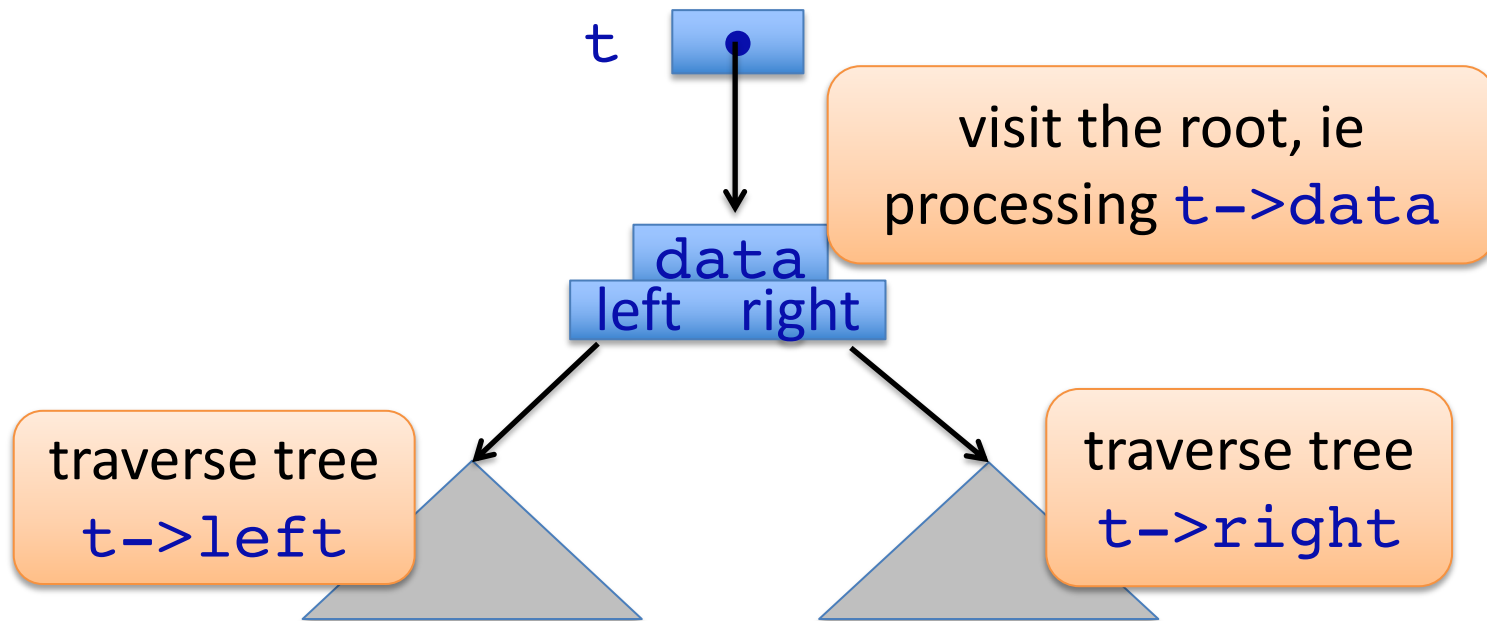 t
visit the root, ie
processing t->data
data
left right
traverse tree
t->left
traverse tree
t->right